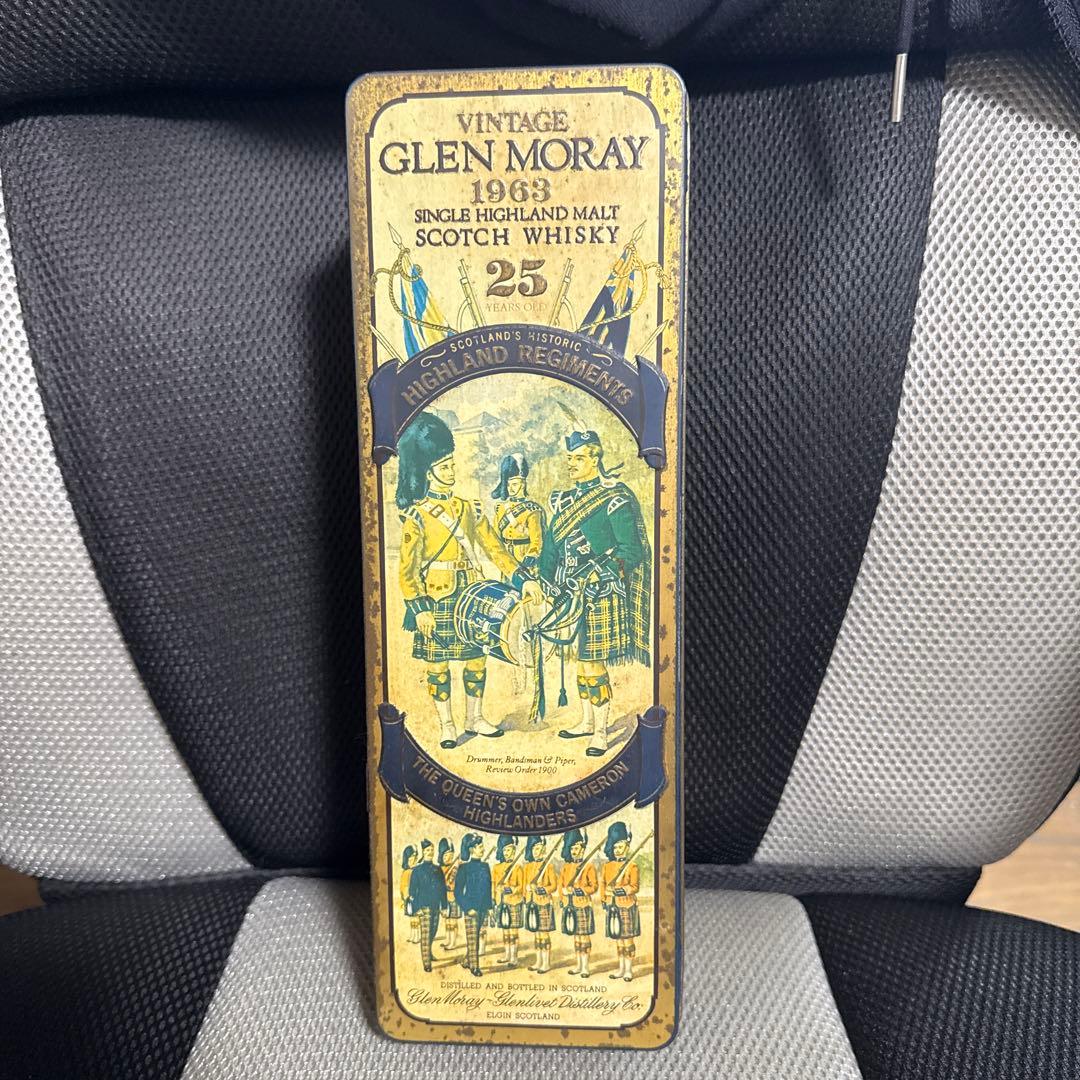 VINTAGE
GLEN MORAY
1963
SINGLE HIGHLAND MALT
SCOTCH WHISKY
25
YEARS OLD
SCOTLAND'S HISTORIC
HIGHLAND REGIMENTS
Drummer, Bandsman & Piper,
Review Order 1900
THE QUEEN'S OWN CAMERON
HIGHLANDERS
DISTILLED AND BOTTLED IN SCOTLAND
Glen Moray-Glenlivet Distillery Co.
ELGIN SCOTLAND